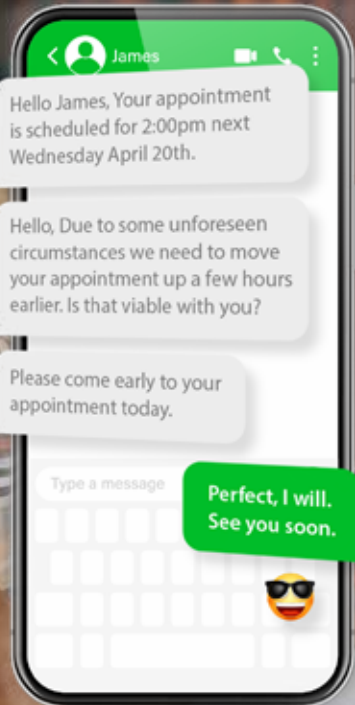 James
Hello James, Your appointment
is scheduled for 2:00pm next
Wednesday April 20th.
Hello, Due to some unforeseen
circumstances we need to move
your appointment up a few hours
earlier. Is that viable with you?
Please come early to your
appointment today.
Type a message
Perfect, I will.
See you soon.